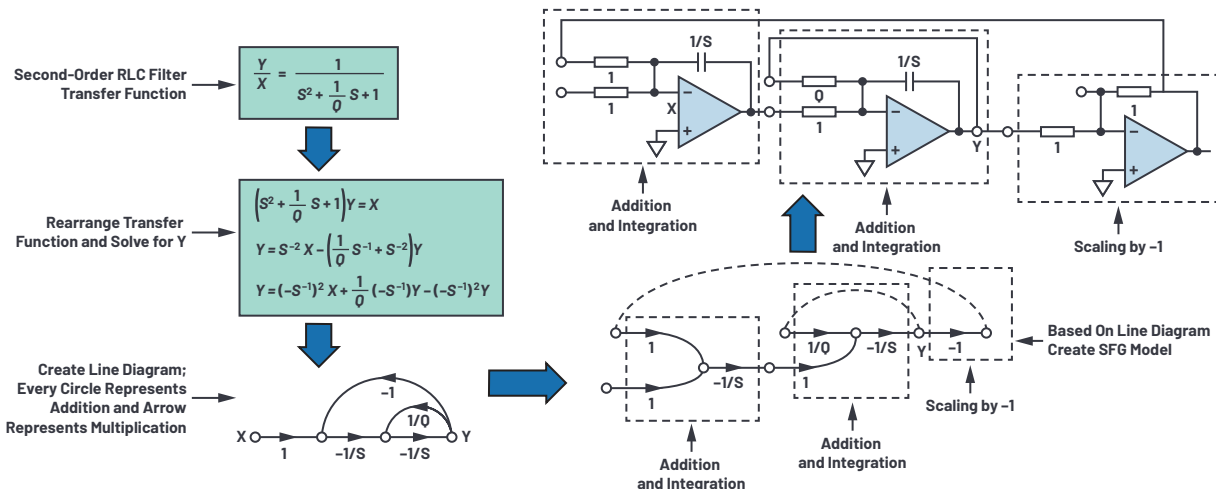 Second-Order RLC Filter
Transfer Function
Y/X = 1/(S² + 1/Q S + 1)
Rearrange Transfer
Function and Solve for Y
(S² + 1/Q S + 1)Y = X
Y = S⁻² X – (1/Q S⁻¹ + S⁻²)Y
Y = (–S⁻¹)² X + 1/Q (–S⁻¹)Y – (–S⁻¹)² Y
Create Line Diagram;
Every Circle Represents
Addition and Arrow
Represents Multiplication
–1
1/Q
X
Y
1
–1/S
–1/S
1/S
1
1
X
–
+
Addition
and Integration
1/S
Q
1
–
+
Y
Addition
and Integration
1
1
–
+
Scaling by –1
1
1
–1/S
Addition
and Integration
1/Q
–1/S
1
Y
Addition
and Integration
–1
Scaling by –1
Based On Line Diagram
Create SFG Model